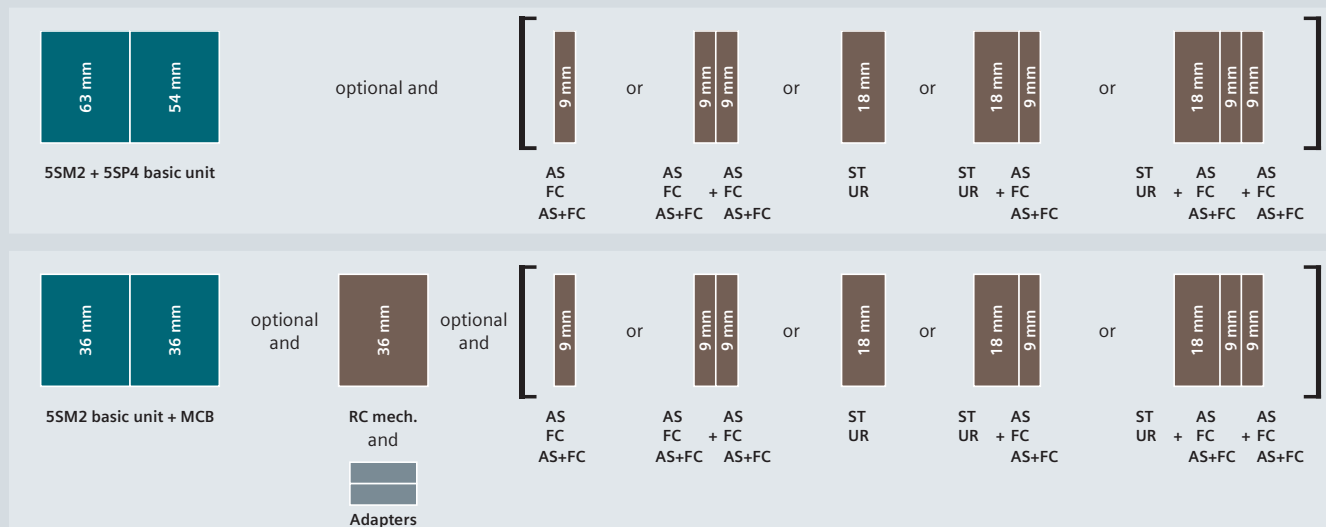 63 mm
54 mm
optional and
9 mm
or
9 mm
9 mm
or
18 mm
or
18 mm
9 mm
or
18 mm
9 mm
9 mm
5SM2 + 5SP4 basic unit
AS
FC
AS+FC
AS AS
FC + FC
AS+FC AS+FC
ST
UR
ST AS
UR + FC
AS+FC
ST AS AS
UR + FC + FC
AS+FC AS+FC
36 mm
36 mm
optional
and
36 mm
optional
and
9 mm
or
9 mm
9 mm
or
18 mm
or
18 mm
9 mm
or
18 mm
9 mm
9 mm
5SM2 basic unit + MCB
RC mech.
and
Adapters
AS
FC
AS+FC
AS AS
FC + FC
AS+FC AS+FC
ST
UR
ST AS
UR + FC
AS+FC
ST AS AS
UR + FC + FC
AS+FC AS+FC